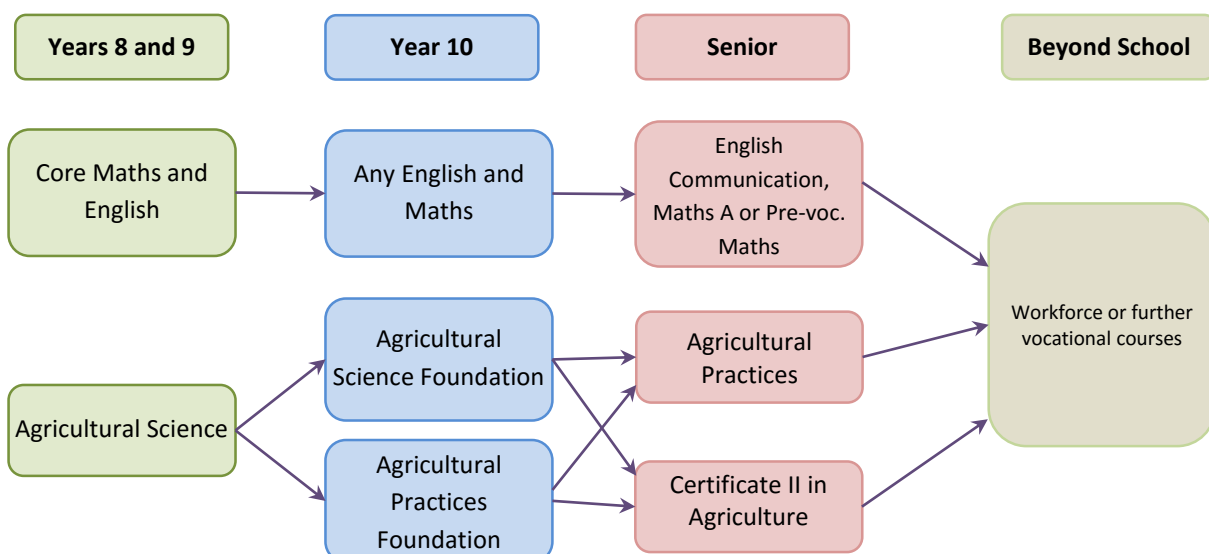 Years 8 and 9
Year 10
Senior
Beyond School
Core Maths and
English
Any English and
Maths
English
Communication,
Maths A or Pre-voc.
Maths
Workforce or further
vocational courses
Agricultural Science
Agricultural
Science Foundation
Agricultural
Practices
Foundation
Agricultural
Practices
Certificate II in
Agriculture